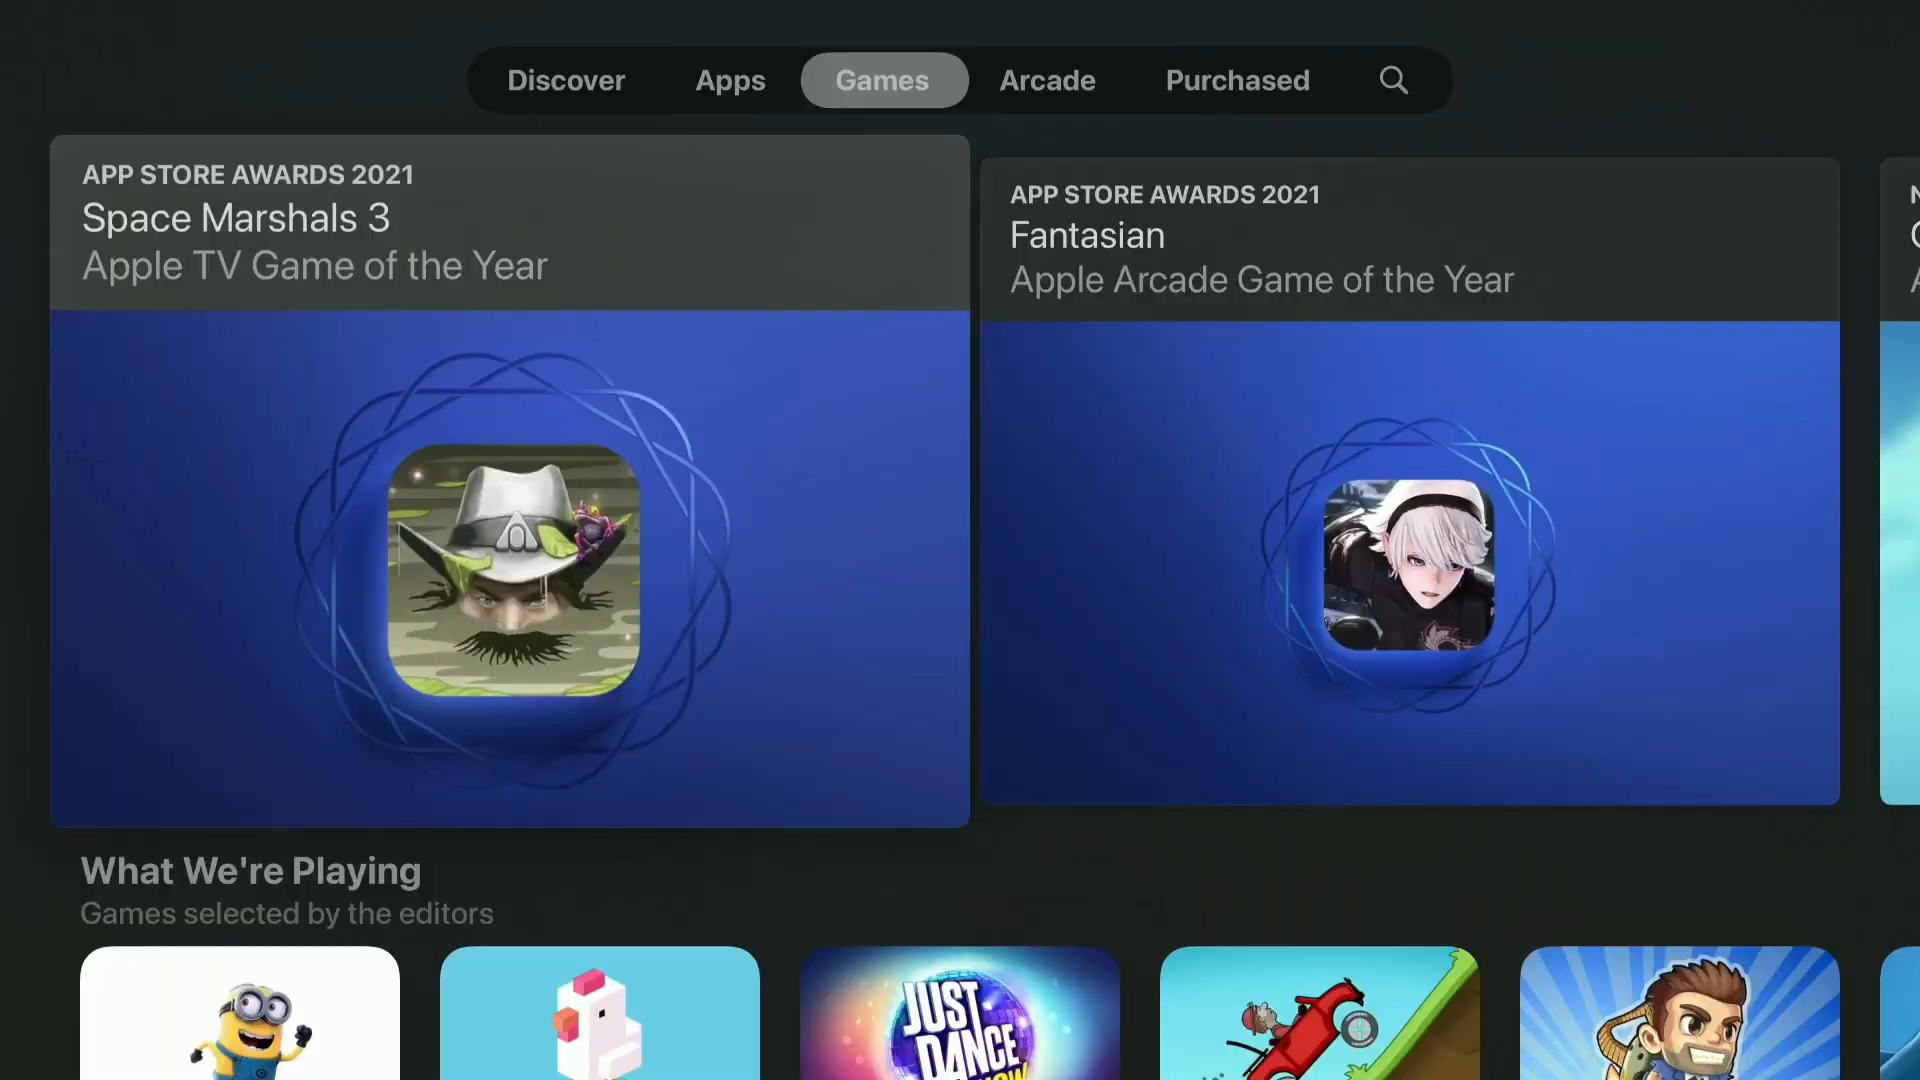 Discover
Apps
Games
Arcade
Purchased
APP STORE AWARDS 2021
Space Marshals 3
Apple TV Game of the Year
APP STORE AWARDS 2021
Fantasian
Apple Arcade Game of the Year
What We're Playing
Games selected by the editors
JUST
DANCE
NOW